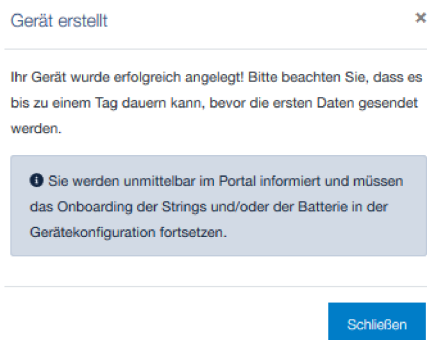 Gerät erstellt ×
Ihr Gerät wurde erfolgreich angelegt! Bitte beachten Sie, dass es
bis zu einem Tag dauern kann, bevor die ersten Daten gesendet
werden.
Sie werden unmittelbar im Portal informiert und müssen
das Onboarding der Strings und/oder der Batterie in der
Gerätekonfiguration fortsetzen.
Schließen